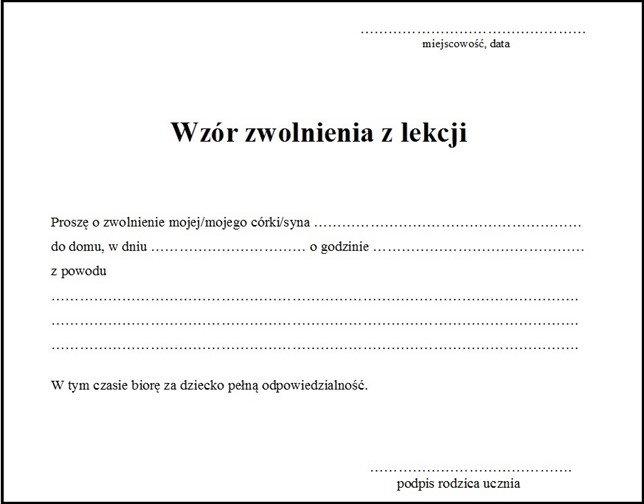 ……………………………………………
miejscowość, data
Wzór zwolnienia z lekcji
Proszę o zwolnienie mojej/mojego córki/syna ………………………………………………
do domu, w dniu …………………………… o godzinie ……………………………………
z powodu
……………………………………………………………………………………………..
……………………………………………………………………………………………..
……………………………………………………………………………………………..
W tym czasie biorę za dziecko pełną odpowiedzialność.
……………………………………
podpis rodzica ucznia